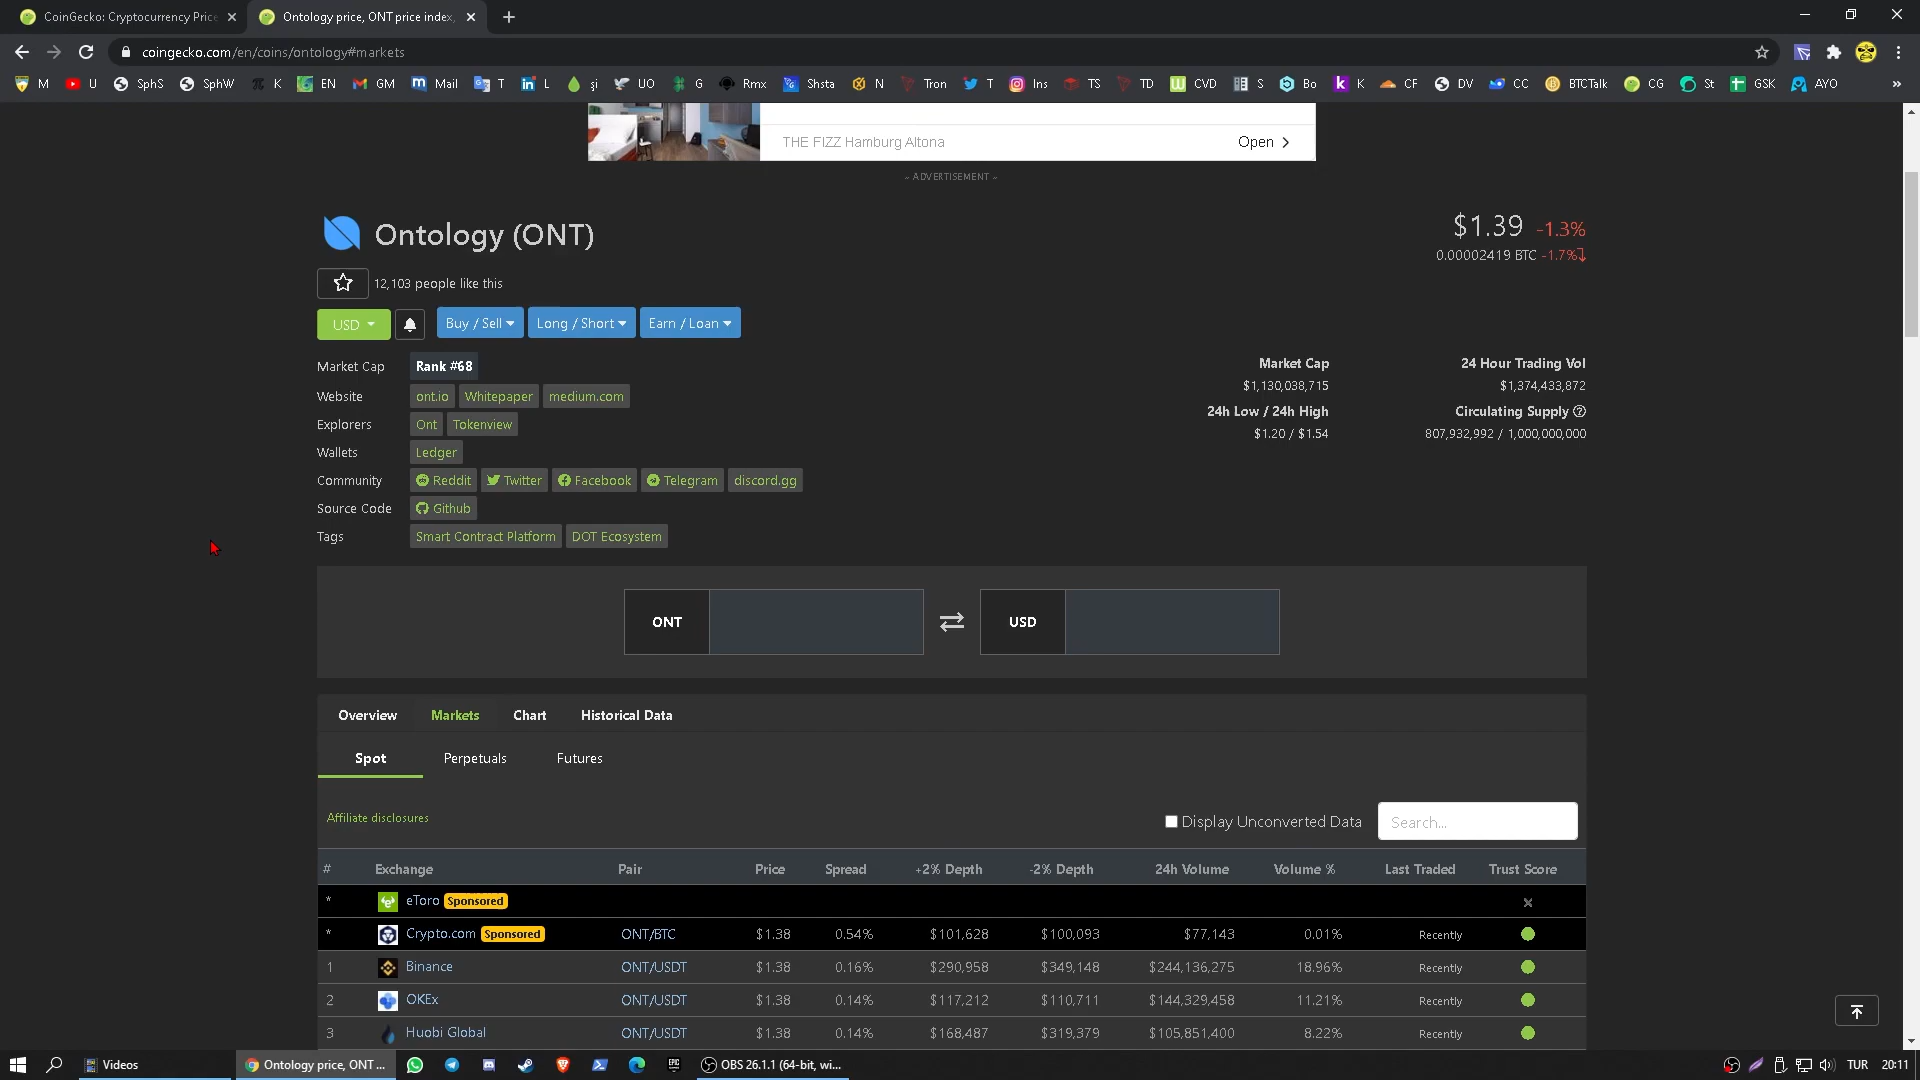 CoinGecko: Cryptocurrency Price
Ontology price, ONT price index,
coingecko.com/en/coins/ontology#markets
M U SphS SphW K EN GM Mail T L şi UO G Rmx Shsta N Tron T Ins TS TD CVD S Bo K CF DV CC BTCTalk CG St GSK AYO »
THE FIZZ Hamburg Altona Open
- ADVERTISEMENT -
Ontology (ONT)
$1.39 -1.3%
0.00002419 BTC -1.7%
12,103 people like this
USD Buy / Sell Long / Short Earn / Loan
Market Cap Rank #68
Website ont.io Whitepaper medium.com
Explorers Ont Tokenview
Wallets Ledger
Community Reddit Twitter Facebook Telegram discord.gg
Source Code Github
Tags Smart Contract Platform DOT Ecosystem
Market Cap 24 Hour Trading Vol
$1,130,038,715 $1,374,433,872
24h Low / 24h High Circulating Supply
$1.20 / $1.54 807,932,992 / 1,000,000,000
ONT USD
Overview Markets Chart Historical Data
Spot Perpetuals Futures
Affiliate disclosures Display Unconverted Data Search...
# Exchange Pair Price Spread +2% Depth -2% Depth 24h Volume Volume % Last Traded Trust Score
* eToro Sponsored
* Crypto.com Sponsored ONT/BTC $1.38 0.54% $101,628 $100,093 $77,143 0.01% Recently
1 Binance ONT/USDT $1.38 0.16% $290,958 $349,148 $244,136,275 18.96% Recently
2 OKEx ONT/USDT $1.38 0.14% $117,212 $110,711 $144,329,458 11.21% Recently
3 Huobi Global ONT/USDT $1.38 0.14% $168,487 $319,379 $105,851,400 8.22% Recently
Videos Ontology price, ONT ... OBS 26.1.1 (64-bit, wi... TUR 20:11